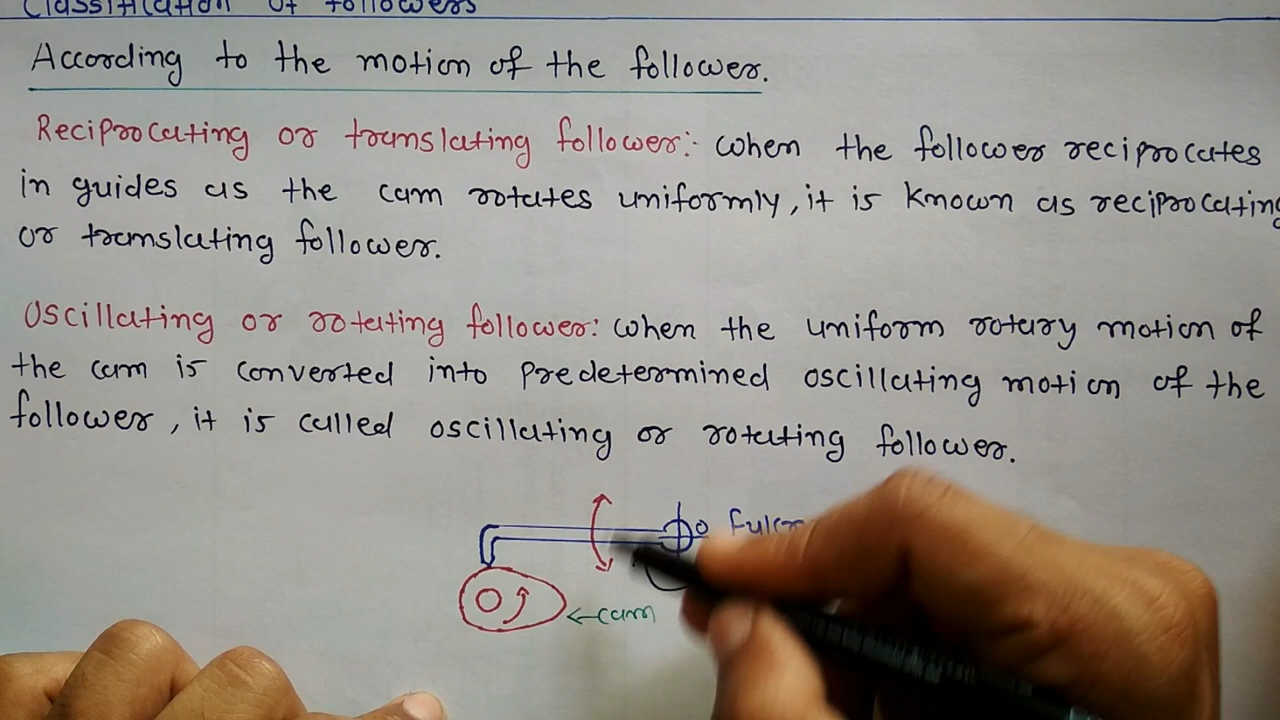 Classification of followers
According to the motion of the follower.
Reciprocating or translating follower:- when the follower reciprocates
in guides as the cam rotates uniformly, it is known as reciprocating
or translating follower.
Oscillating or rotating follower: when the uniform rotary motion of
the cam is converted into predetermined oscillating motion of the
follower, it is called oscillating or rotating follower.
O
←cam